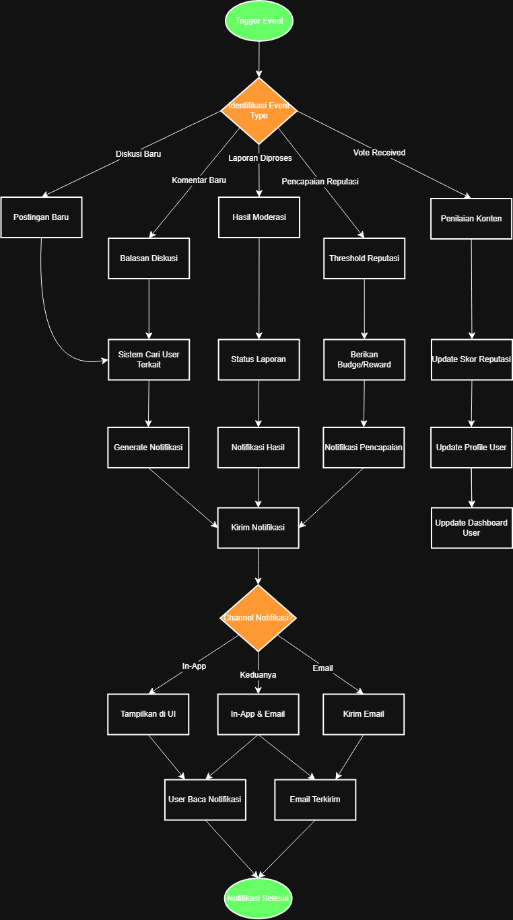 Trigger Event
Identifikasi Event
Type
Diskusi Baru
Komentar Baru
Laporan Diproses
Pencapaian Reputasi
Vote Received
Postingan Baru
Hasil Moderasi
Penilaian Konten
Balasan Diskusi
Threshold Reputasi
Sistem Cari User
Terkait
Status Laporan
Berikan
Budge/Reward
Update Skor Reputasi
Generate Notifikasi
Notifikasi Hasil
Notifikasi Pencapaian
Update Profile User
Kirim Notifikasi
Uppdate Dashboard
User
Channel Notifikasi?
In-App
Keduanya
Email
Tampilkan di UI
In-App & Email
Kirim Email
User Baca Notifikasi
Email Terkirim
Notifikasi Selesai